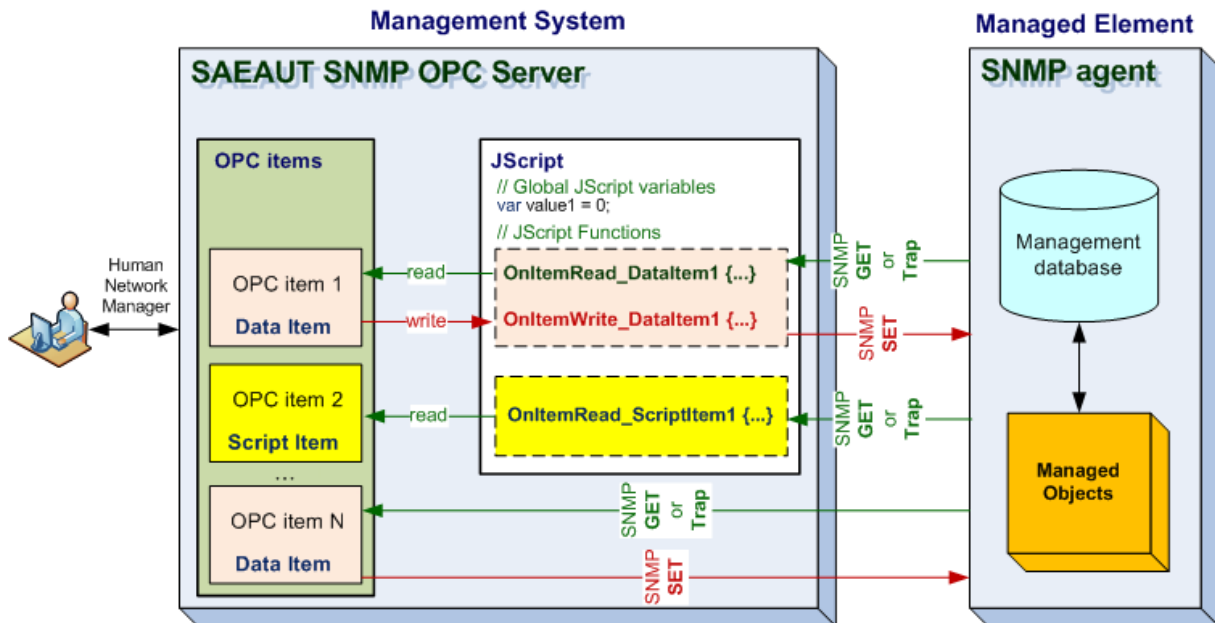 Management System
Managed Element
SAEAUT SNMP OPC Server
SNMP agent
OPC items
JScript
// Global JScript variables
var value1 = 0;
// JScript Functions
Human
Network
Manager
OPC item 1
Data Item
read
write
OnItemRead_DataItem1 {...}
OnItemWrite_DataItem1 {...}
SNMP
GET
or
Trap
SNMP
SET
Management
database
OPC item 2
Script Item
read
OnItemRead_ScriptItem1 {...}
SNMP
GET
or
Trap
Managed
Objects
...
OPC item N
Data Item
SNMP
GET
or
Trap
SNMP
SET